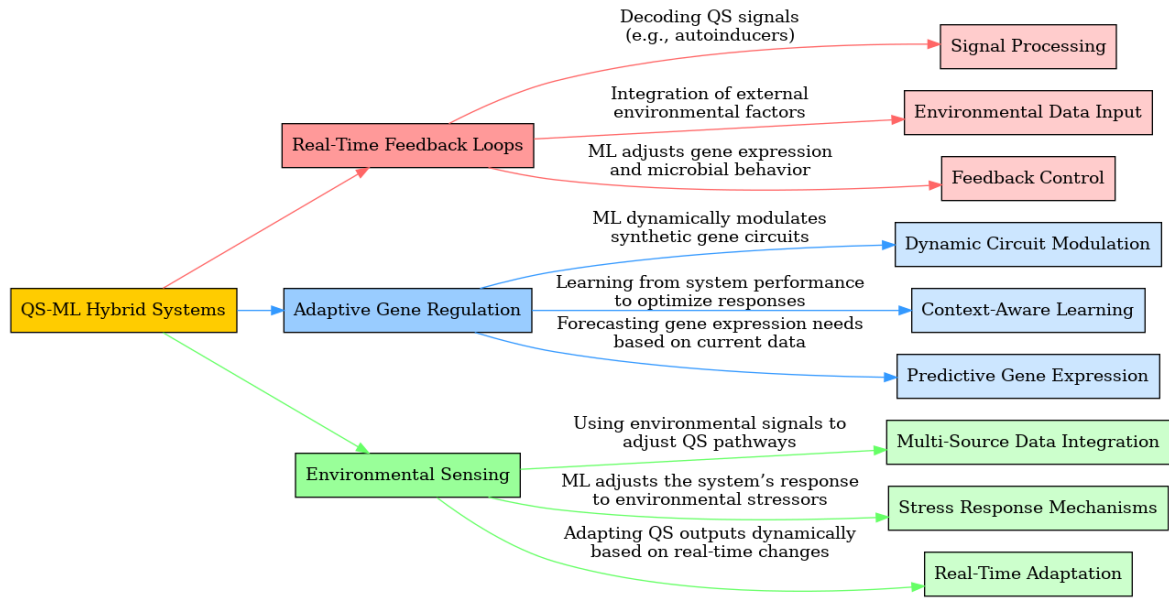 Decoding QS signals
(e.g., autoinducers)
Signal Processing
Integration of external
environmental factors
Environmental Data Input
Real-Time Feedback Loops
ML adjusts gene expression
and microbial behavior
Feedback Control
ML dynamically modulates
synthetic gene circuits
Dynamic Circuit Modulation
QS-ML Hybrid Systems
Adaptive Gene Regulation
Learning from system performance
to optimize responses
Context-Aware Learning
Forecasting gene expression needs
based on current data
Predictive Gene Expression
Using environmental signals to
adjust QS pathways
Multi-Source Data Integration
Environmental Sensing
ML adjusts the system’s response
to environmental stressors
Stress Response Mechanisms
Adapting QS outputs dynamically
based on real-time changes
Real-Time Adaptation